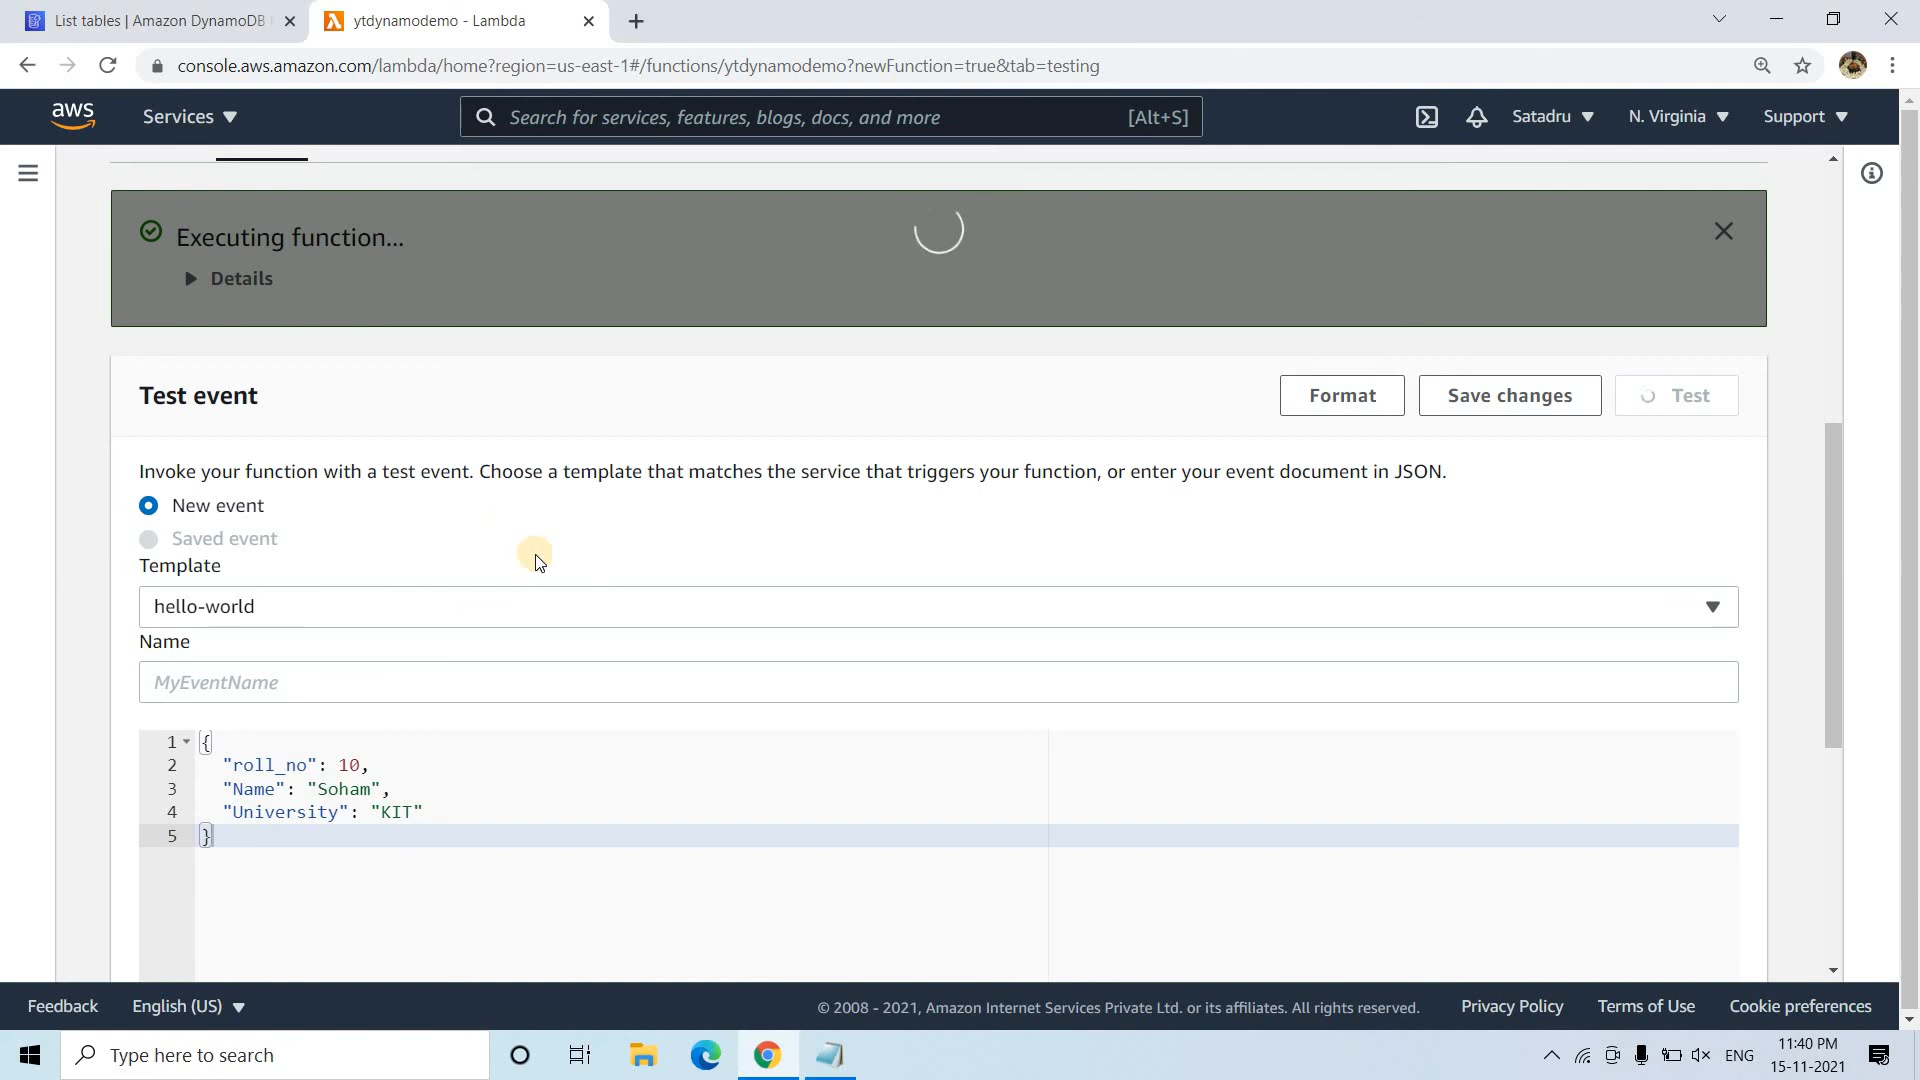 List tables | Amazon DynamoDB
ytdynamodemo - Lambda
console.aws.amazon.com/lambda/home?region=us-east-1#/functions/ytdynamodemo?newFunction=true&tab=testing
aws
Services
Search for services, features, blogs, docs, and more
[Alt+S]
Satadru
N. Virginia
Support
Executing function...
Details
Test event
Format
Save changes
Test
Invoke your function with a test event. Choose a template that matches the service that triggers your function, or enter your event document in JSON.
New event
Saved event
Template
hello-world
Name
MyEventName
1 {
2 "roll_no": 10,
3 "Name": "Soham",
4 "University": "KIT"
5 }
Feedback
English (US)
© 2008 - 2021, Amazon Internet Services Private Ltd. or its affiliates. All rights reserved.
Privacy Policy
Terms of Use
Cookie preferences
Type here to search
ENG
11:40 PM
15-11-2021